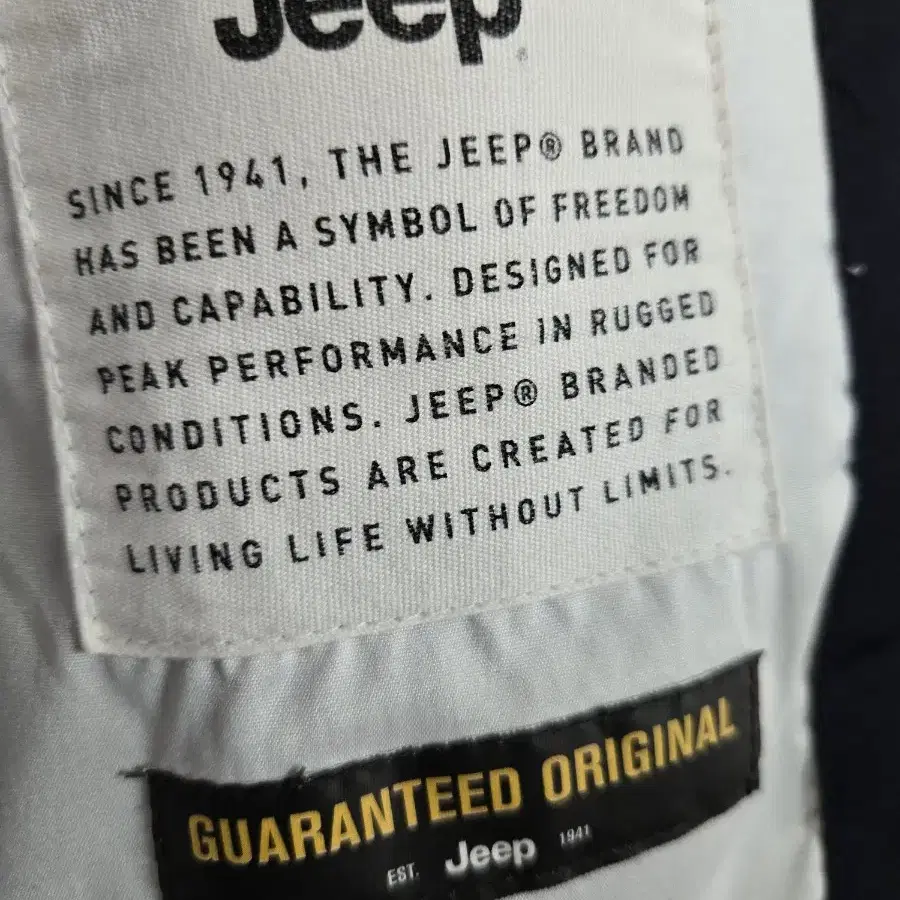 Jeep
SINCE 1941, THE JEEP® BRAND
HAS BEEN A SYMBOL OF FREEDOM
AND CAPABILITY. DESIGNED FOR
PEAK PERFORMANCE IN RUGGED
CONDITIONS. JEEP® BRANDED
PRODUCTS ARE CREATED FOR
LIVING LIFE WITHOUT LIMITS.
GUARANTEED ORIGINAL
EST. Jeep 1941